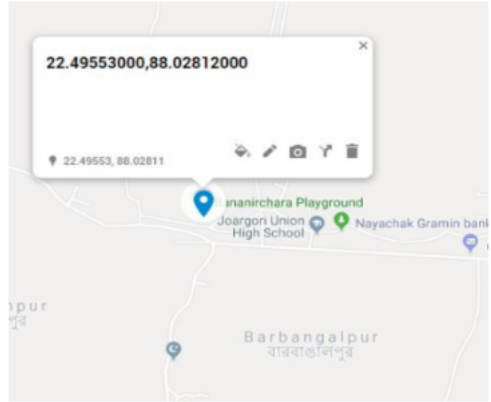 22.49553000,88.02812000
22.49553, 88.02811
ananirchara Playground
Joargori Union
High School
Nayachak Gramin bank
npur
পুর
Barbangalpur
বারবাঙালপুর